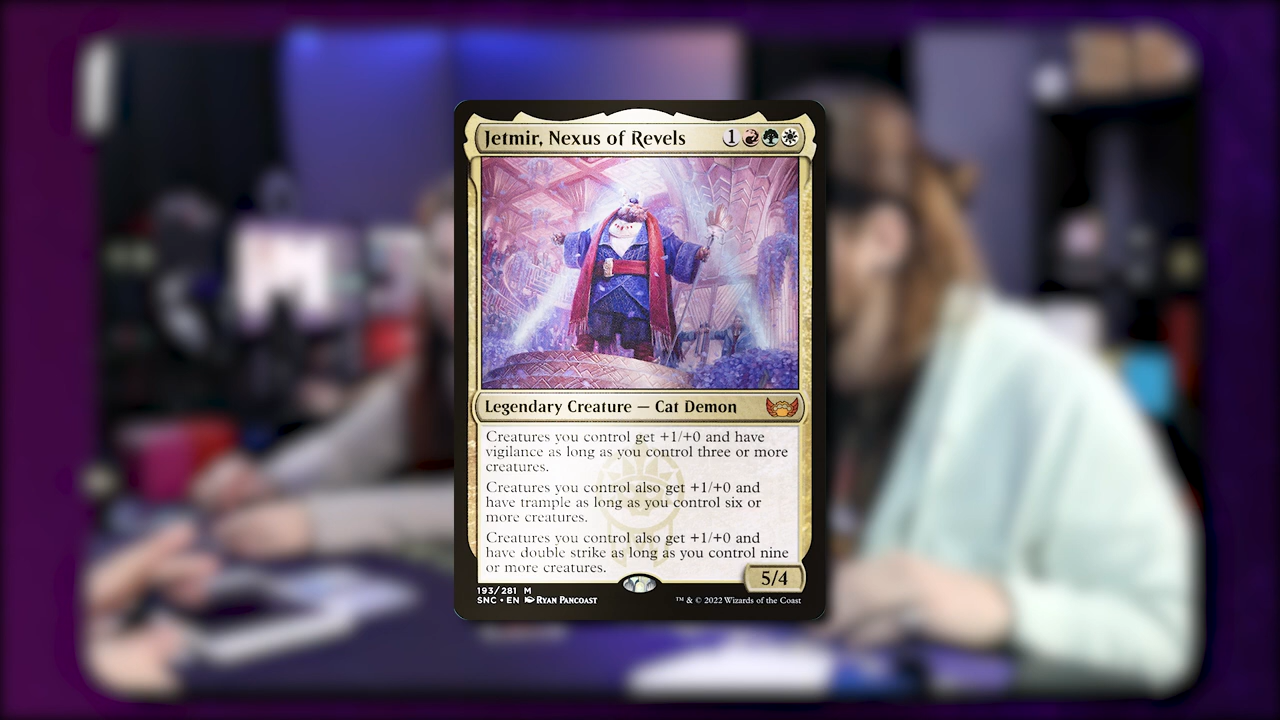 Jetmir, Nexus of Revels 1
Legendary Creature — Cat Demon
Creatures you control get +1/+0 and have
vigilance as long as you control three or more
creatures.
Creatures you control also get +1/+0 and
have trample as long as you control six or
more creatures.
Creatures you control also get +1/+0 and
have double strike as long as you control nine
or more creatures.
5/4
193/281 M
SNC • EN RYAN PANCOAST
™ & © 2022 Wizards of the Coast